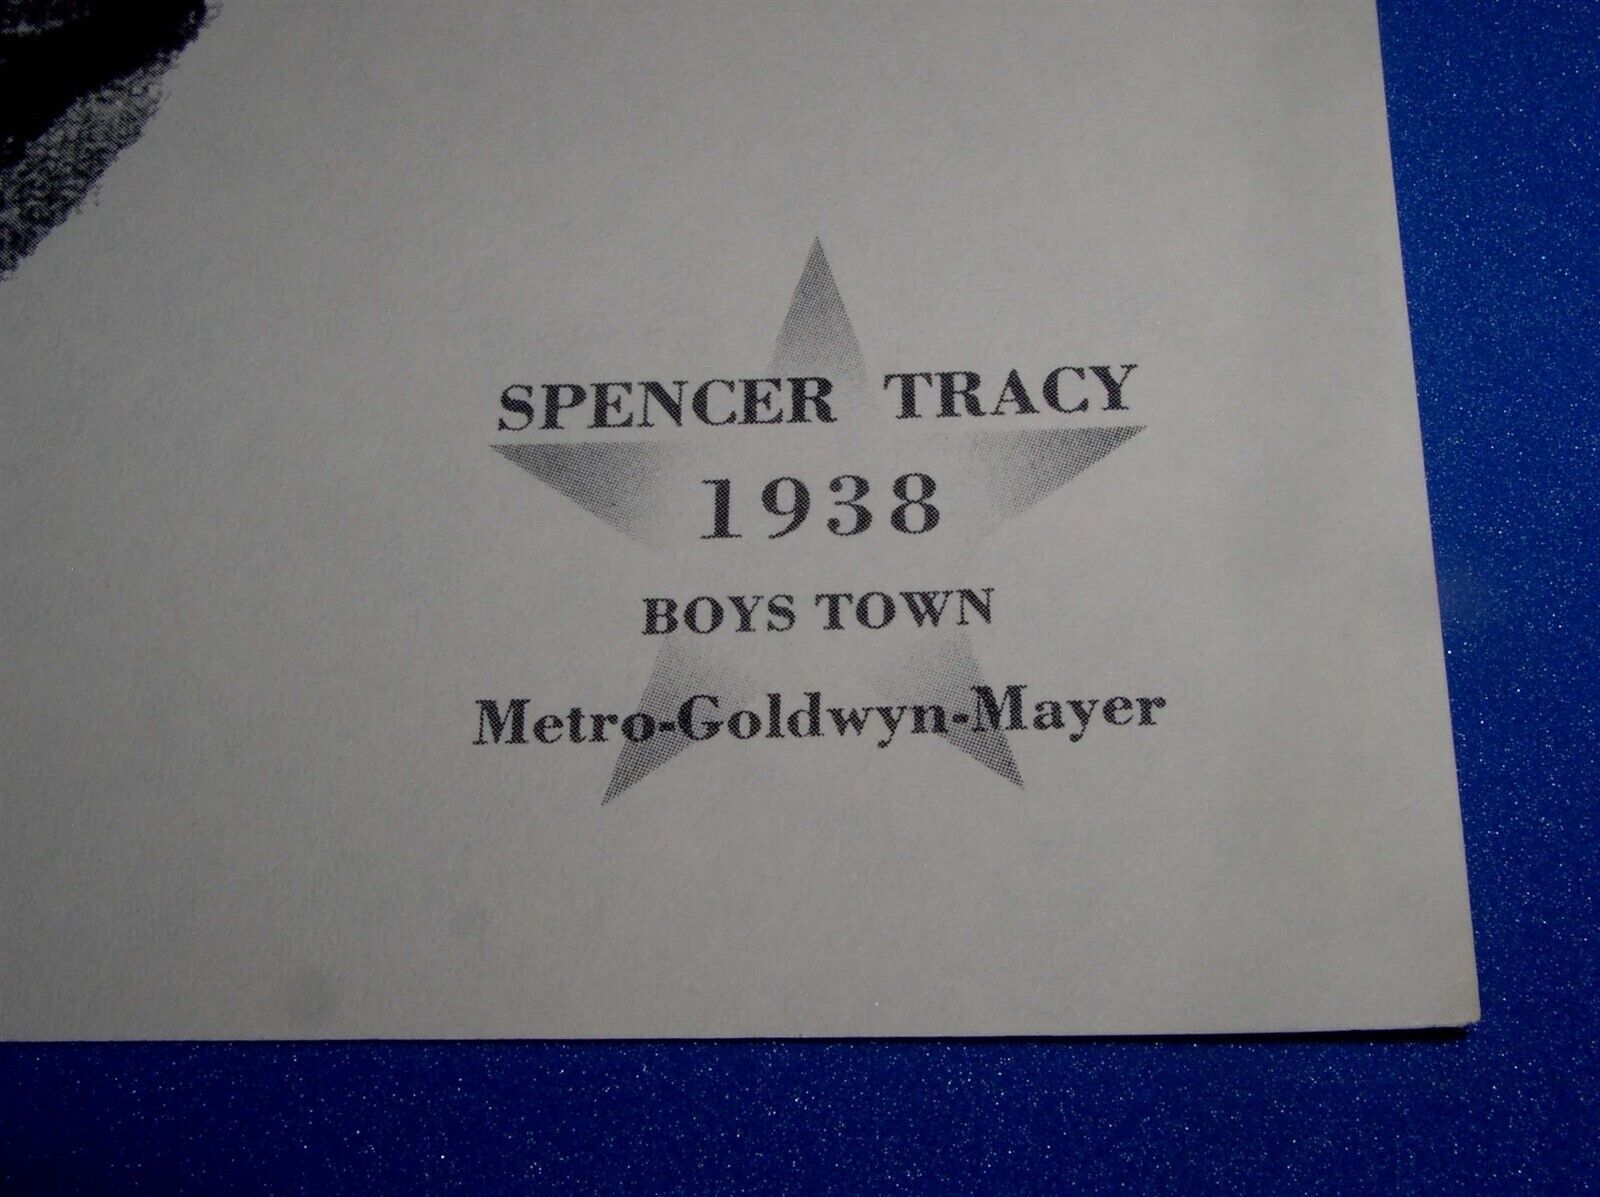 SPENCER TRACY
1938
BOYS TOWN
Metro-Goldwyn-Mayer